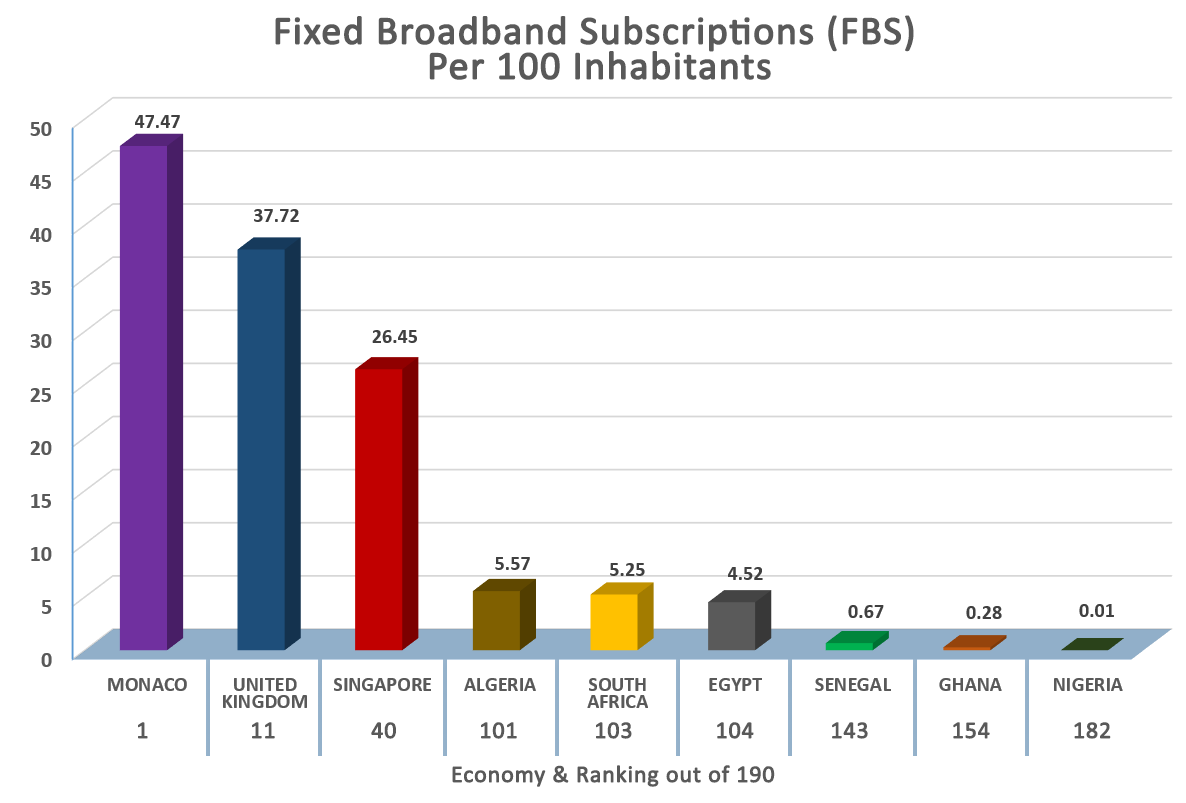 Fixed Broadband Subscriptions (FBS)
Per 100 Inhabitants
50
45
40
35
30
25
20
15
10
5
0
47.47
37.72
26.45
5.57
5.25
4.52
0.67
0.28
0.01
MONACO
UNITED
KINGDOM
SINGAPORE
ALGERIA
SOUTH
AFRICA
EGYPT
SENEGAL
GHANA
NIGERIA
1
11
40
101
103
104
143
154
182
Economy & Ranking out of 190